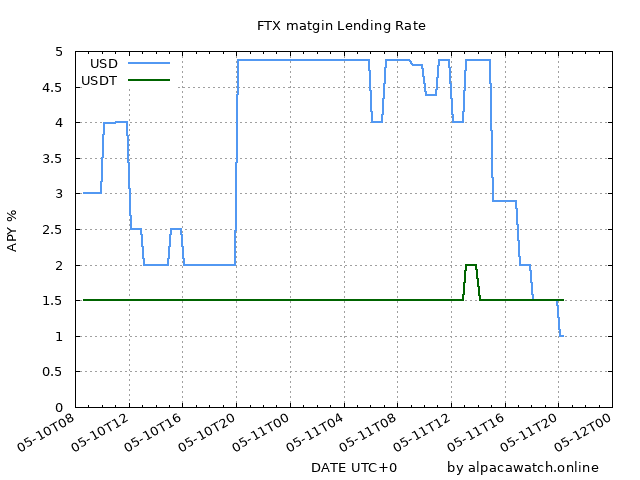 FTX matgin Lending Rate
USD
USDT
5
4.5
4
3.5
3
2.5
2
1.5
1
0.5
0
APY %
05-10T08
05-10T12
05-10T16
05-10T20
05-11T00
05-11T04
05-11T08
05-11T12
05-11T16
05-11T20
05-12T00
DATE UTC+0
by alpacawatch.online